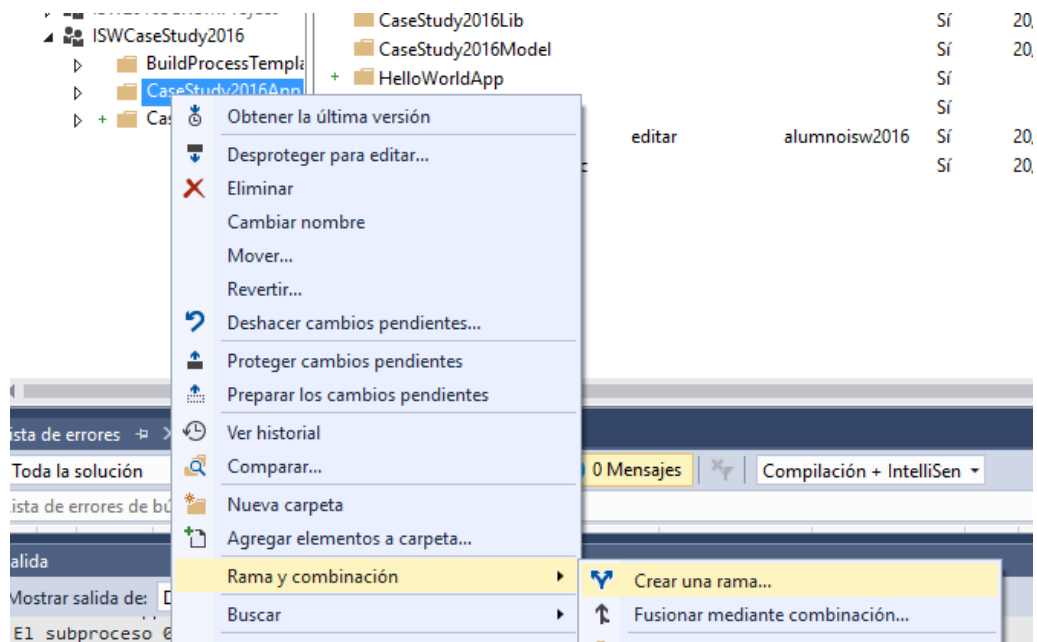 CaseStudy2016Lib Sí 20,
ISWCaseStudy2016
CaseStudy2016Model Sí 20,
BuildProcessTempla
+ HelloWorldApp Sí
CaseStudy2016App
Sí
+ Cas
editar alumnoisw2016 Sí 20,
Sí 20,
Obtener la última versión
Desproteger para editar...
Eliminar
Cambiar nombre
Mover...
Revertir...
Deshacer cambios pendientes...
Proteger cambios pendientes
Preparar los cambios pendientes
Ver historial
Comparar...
Nueva carpeta
Agregar elementos a carpeta...
Rama y combinación
Buscar
Crear una rama...
Fusionar mediante combinación...
ista de errores
Toda la solución
0 Mensajes
Compilación + IntelliSen
ista de errores de bú
alida
Mostrar salida de: D
El subproceso 0